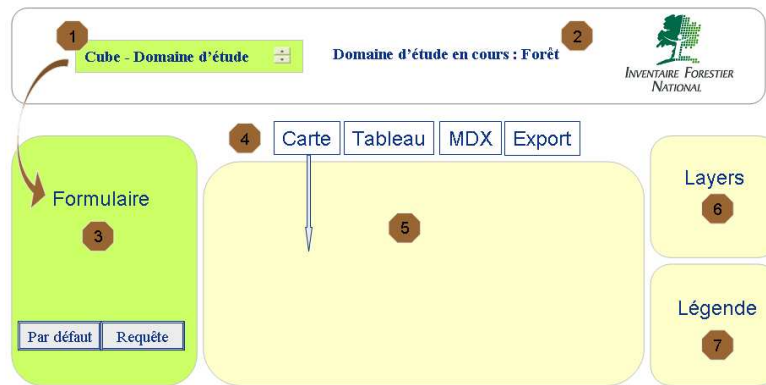 1
2
Cube - Domaine d'étude
Domaine d'étude en cours : Forêt
INVENTAIRE FORESTIER
NATIONAL
4
Carte
Tableau
MDX
Export
Formulaire
3
5
Layers
6
Par défaut
Requête
Légende
7